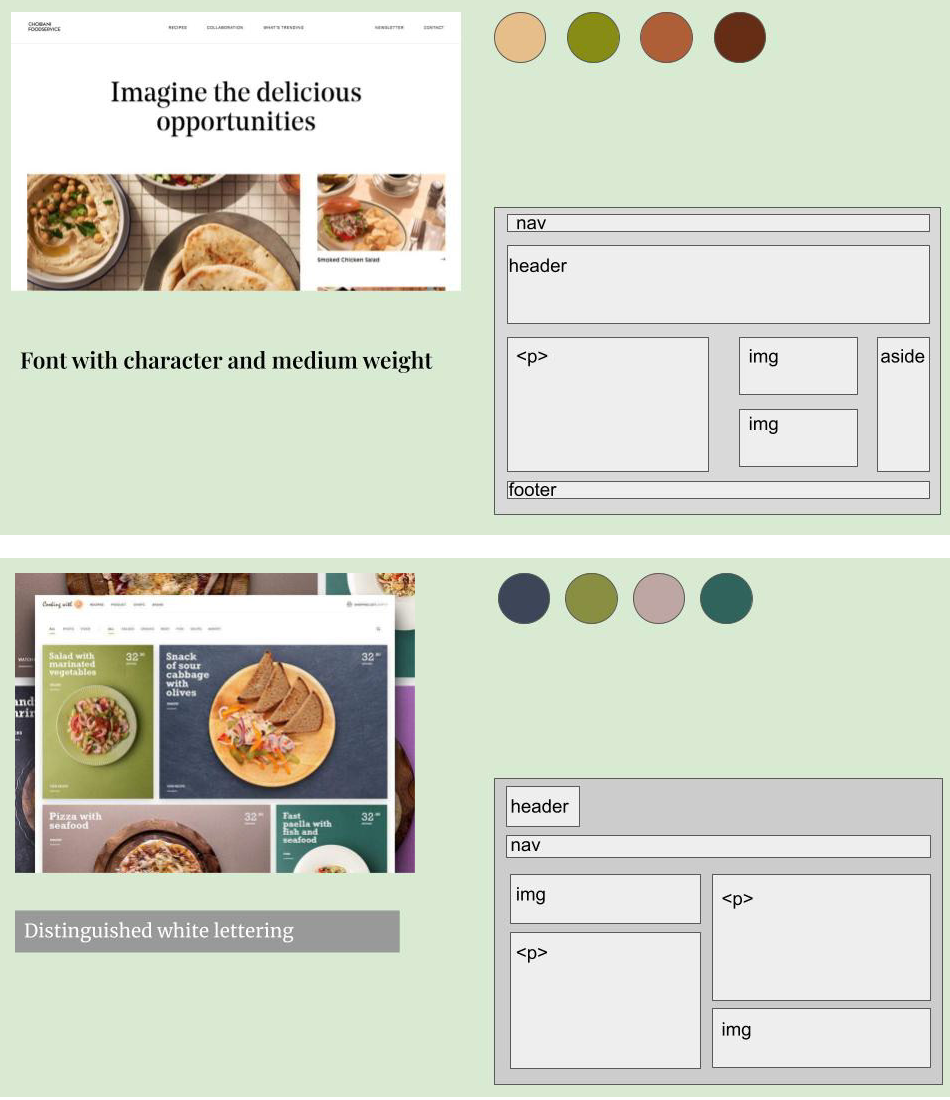 CHOBANI
FOODSERVICE
RECIPES COLLABORATION WHAT'S TRENDING NEWSLETTER CONTACT
Imagine the delicious
opportunities
Smoked Chicken Salad →
Font with character and medium weight
nav
header
<p> img aside
img
footer
Cooking with
RECIPES PODCAST
Salad with
marinated
vegetables
32
Snack
of sour
cabbage
with
olives
32
Pizza with
seafood
32
Fast
paella with
fish and
seafood
32
Distinguished white lettering
header
nav
img
<p>
<p>
img